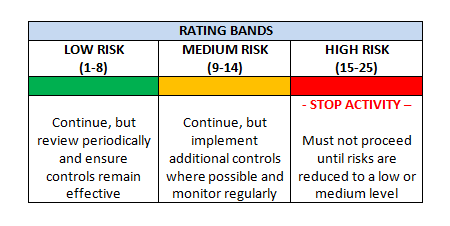 RATING BANDS
LOW RISK
(1-8)
MEDIUM RISK
(9-14)
HIGH RISK
(15-25)
Continue, but
review periodically
and ensure
controls remain
effective
Continue, but
implement
additional controls
where possible and
monitor regularly
- STOP ACTIVITY –
Must not proceed
until risks are
reduced to a low or
medium level